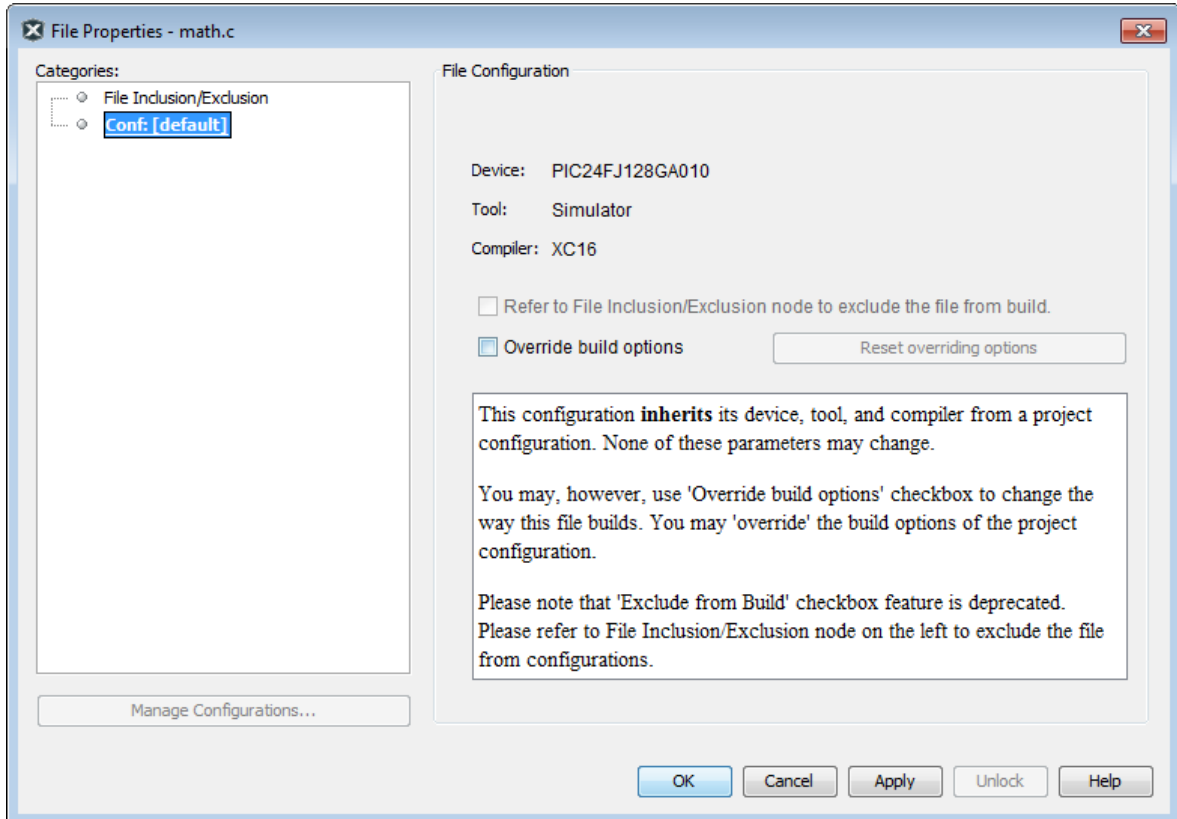 File Properties - math.c
Categories:
File Inclusion/Exclusion
Conf: [default]
Manage Configurations...
File Configuration
Device: PIC24FJ128GA010
Tool: Simulator
Compiler: XC16
Refer to File Inclusion/Exclusion node to exclude the file from build.
Override build options
Reset overriding options
This configuration inherits its device, tool, and compiler from a project
configuration. None of these parameters may change.
You may, however, use 'Override build options' checkbox to change the
way this file builds. You may 'override' the build options of the project
configuration.
Please note that 'Exclude from Build' checkbox feature is deprecated.
Please refer to File Inclusion/Exclusion node on the left to exclude the file
from configurations.
OK
Cancel
Apply
Unlock
Help